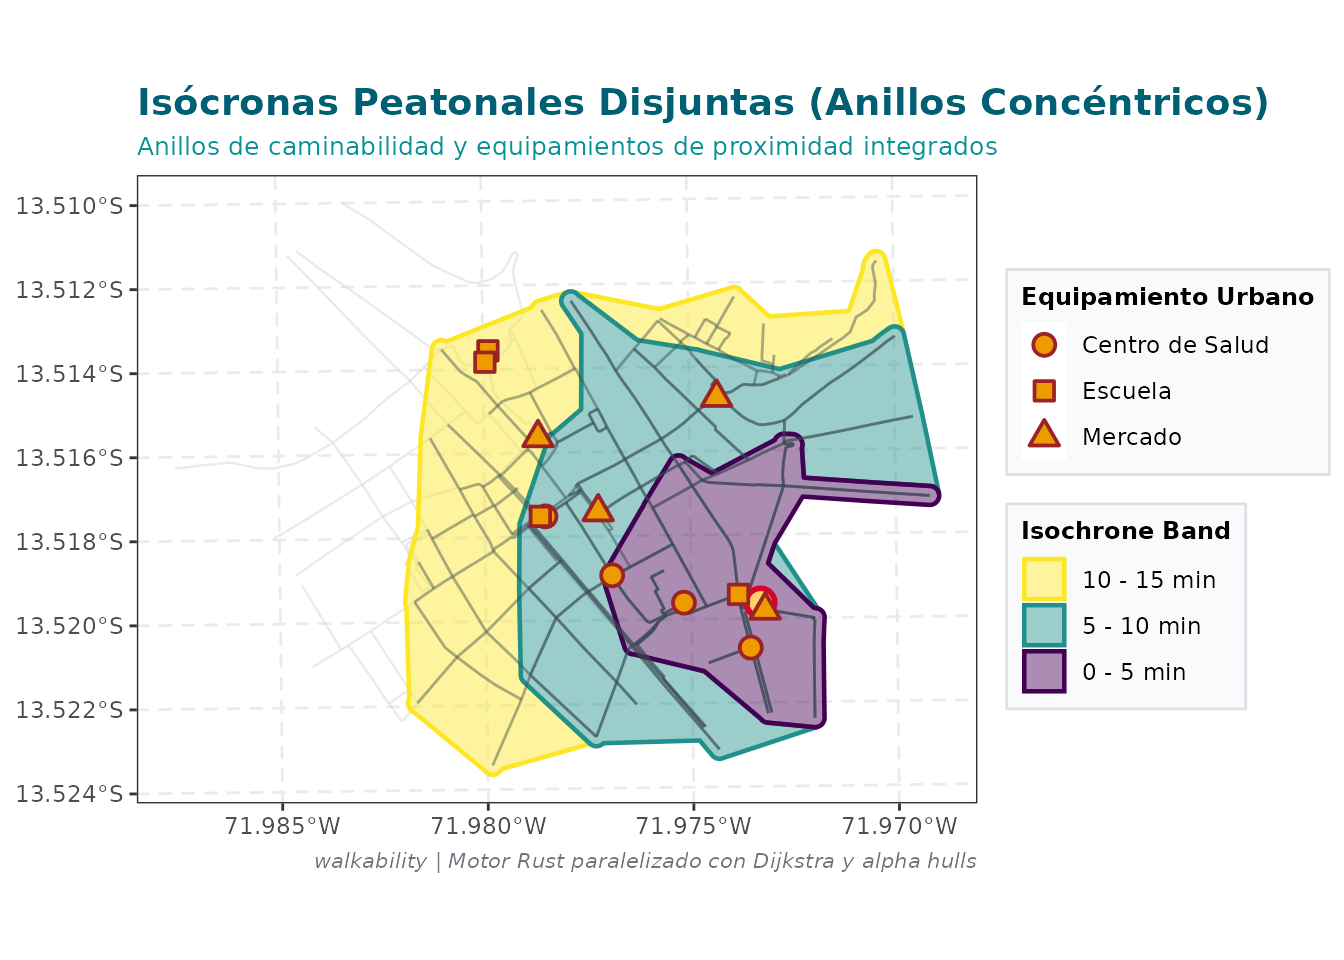 Isócronas Peatonales Disjuntas (Anillos Concéntricos)
Anillos de caminabilidad y equipamientos de proximidad integrados
13.510°S
13.512°S
13.514°S
13.516°S
13.518°S
13.520°S
13.522°S
13.524°S
71.985°W
71.980°W
71.975°W
71.970°W
walkability | Motor Rust paralelizado con Dijkstra y alpha hulls
Equipamiento Urbano
Centro de Salud
Escuela
Mercado
Isochrone Band
10 - 15 min
5 - 10 min
0 - 5 min